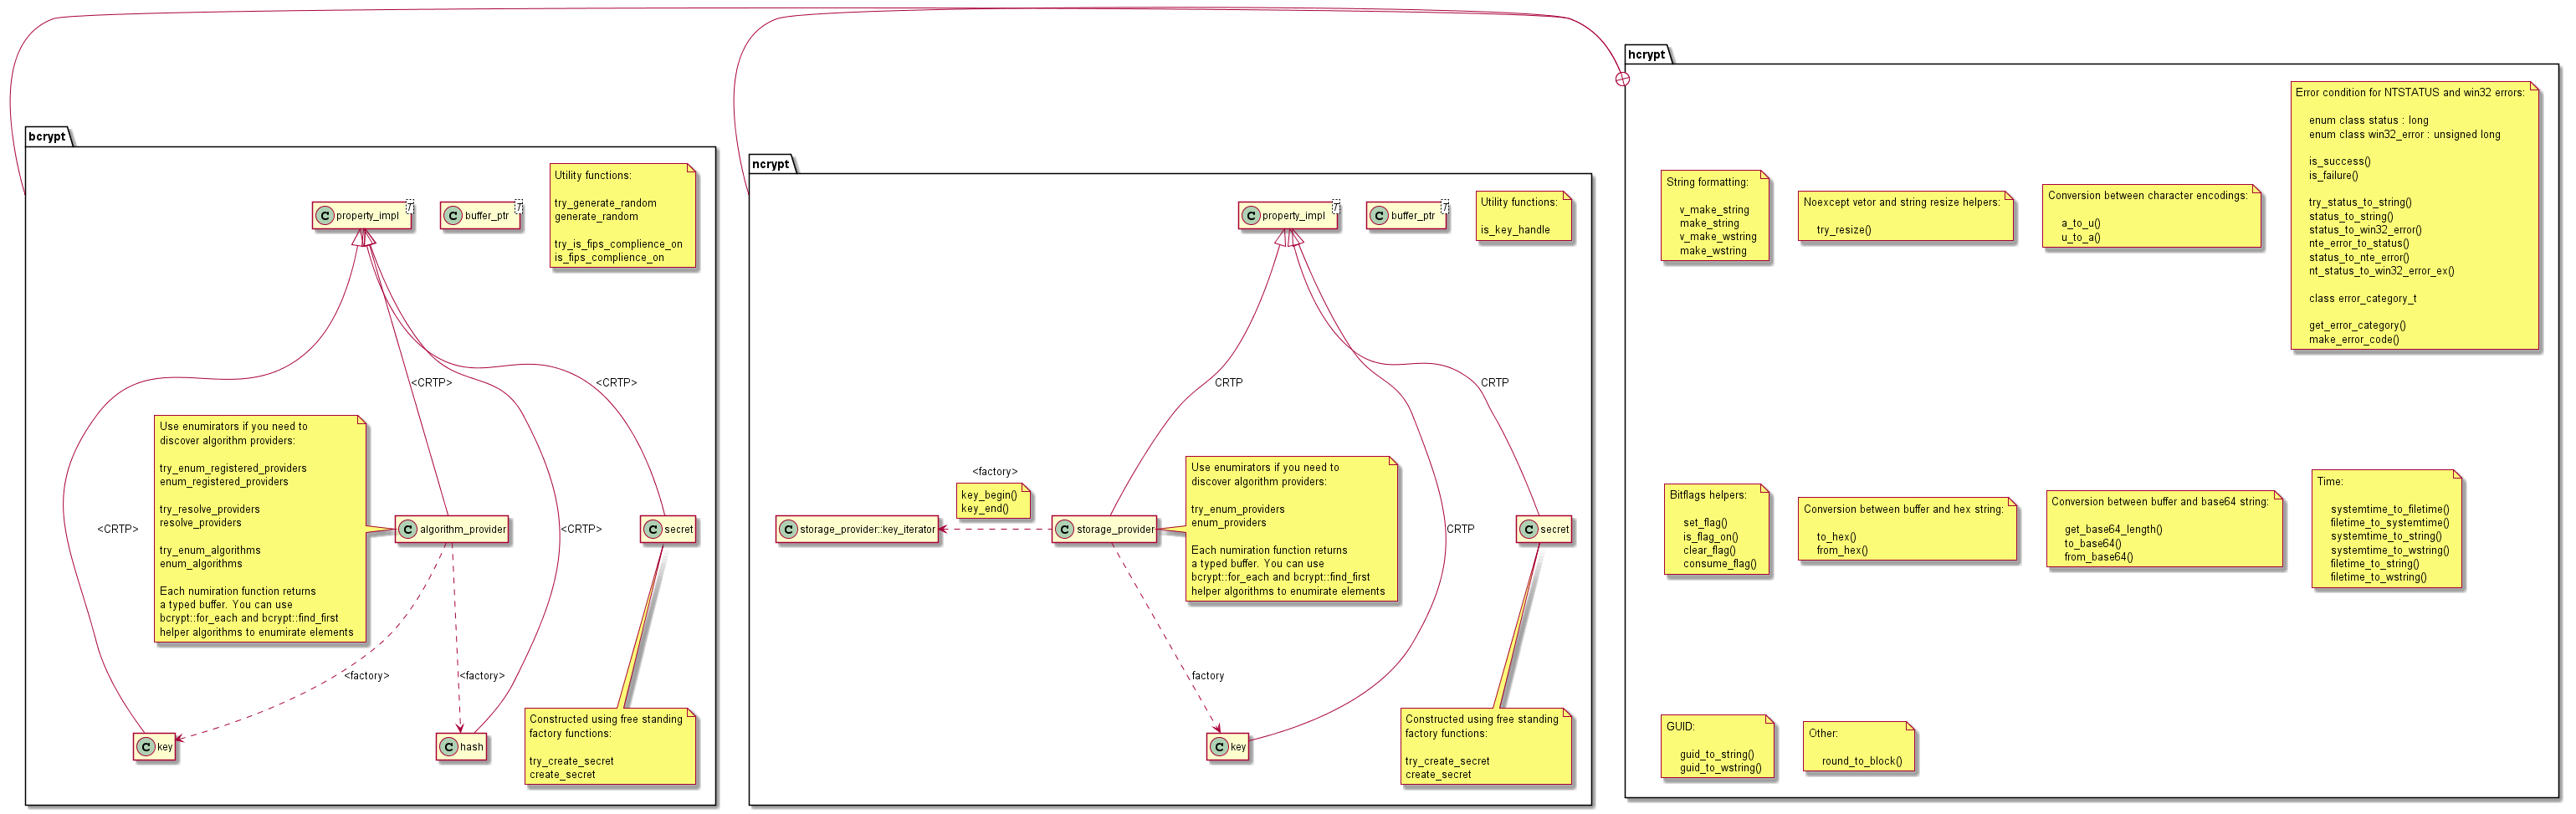 bcrypt
C property_impl T
C buffer_ptr T
Utility functions:
try_generate_random
generate_random
try_is_fips_complience_on
is_fips_complience_on
<CRTP>
<CRTP>
Use enumirators if you need to
discover algorithm providers:
try_enum_registered_providers
enum_registered_providers
try_resolve_providers
resolve_providers
try_enum_algorithms
enum_algorithms
Each numiration function returns
a typed buffer. You can use
bcrypt::for_each and bcrypt::find_first
helper algorithms to enumirate elements
<CRTP>
C algorithm_provider
<CRTP>
C secret
<factory>
<factory>
C key
C hash
Constructed using free standing
factory functions:
try_create_secret
create_secret
ncrypt
C property_impl T
C buffer_ptr T
Utility functions:
is_key_handle
CRTP
CRTP
<factory>
key_begin()
key_end()
C storage_provider::key_iterator
C storage_provider
Use enumirators if you need to
discover algorithm providers:
try_enum_providers
enum_providers
Each numiration function returns
a typed buffer. You can use
bcrypt::for_each and bcrypt::find_first
helper algorithms to enumirate elements
CRTP
C secret
factory
C key
Constructed using free standing
factory functions:
try_create_secret
create_secret
hcrypt
String formatting:
v_make_string
make_string
v_make_wstring
make_wstring
Noexcept vetor and string resize helpers:
try_resize()
Conversion between character encodings:
a_to_u()
u_to_a()
Error condition for NTSTATUS and win32 errors:
enum class status : long
enum class win32_error : unsigned long
is_success()
is_failure()
try_status_to_string()
status_to_string()
status_to_win32_error()
nte_error_to_status()
status_to_nte_error()
nt_status_to_win32_error_ex()
class error_category_t
get_error_category()
make_error_code()
Bitflags helpers:
set_flag()
is_flag_on()
clear_flag()
consume_flag()
Conversion between buffer and hex string:
to_hex()
from_hex()
Conversion between buffer and base64 string:
get_base64_length()
to_base64()
from_base64()
Time:
systemtime_to_filetime()
filetime_to_systemtime()
systemtime_to_string()
systemtime_to_wstring()
filetime_to_string()
filetime_to_wstring()
GUID:
guid_to_string()
guid_to_wstring()
Other:
round_to_block()